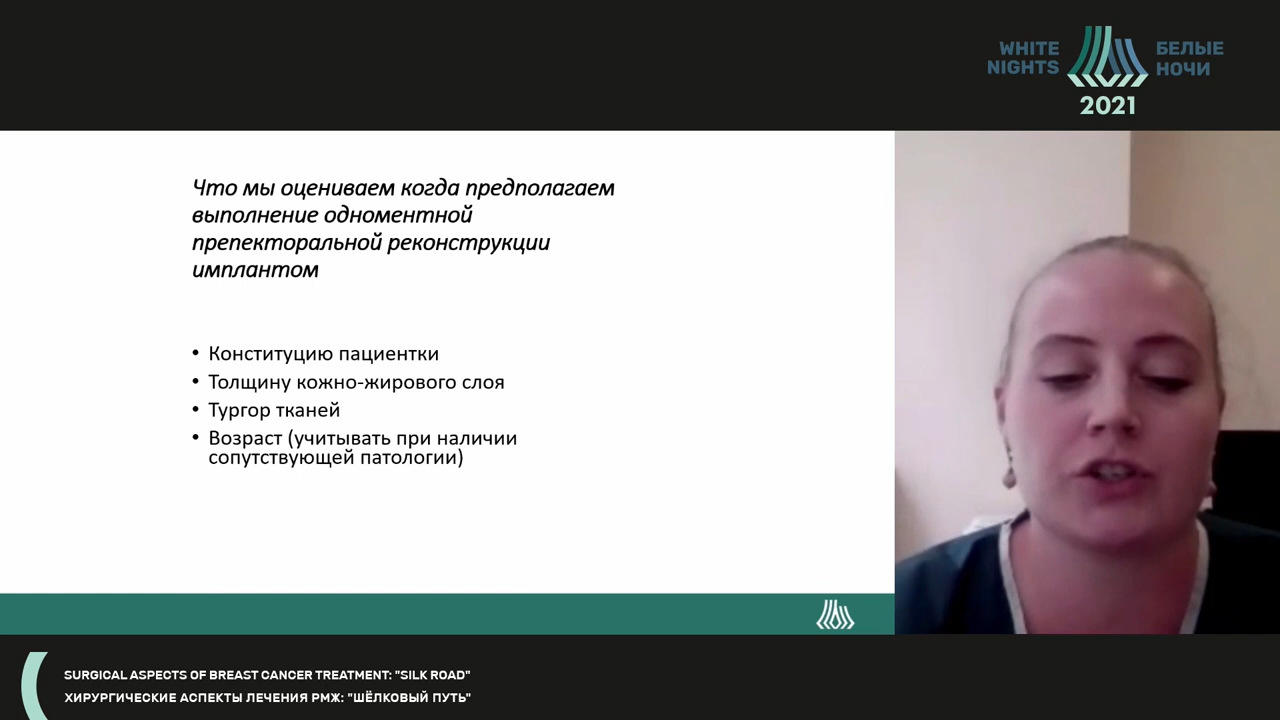 WHITE
NIGHTS
БЕЛЫЕ
НОЧИ
2021
Что мы оцениваем когда предполагаем
выполнение одноментной
препекторальной реконструкции
имплантом
• Конституцию пациентки
• Толщину кожно-жирового слоя
• Тургор тканей
• Возраст (учитывать при наличии
сопутствующей патологии)
SURGICAL ASPECTS OF BREAST CANCER TREATMENT: "SILK ROAD"
ХИРУРГИЧЕСКИЕ АСПЕКТЫ ЛЕЧЕНИЯ РМЖ: "ШЁЛКОВЫЙ ПУТЬ"